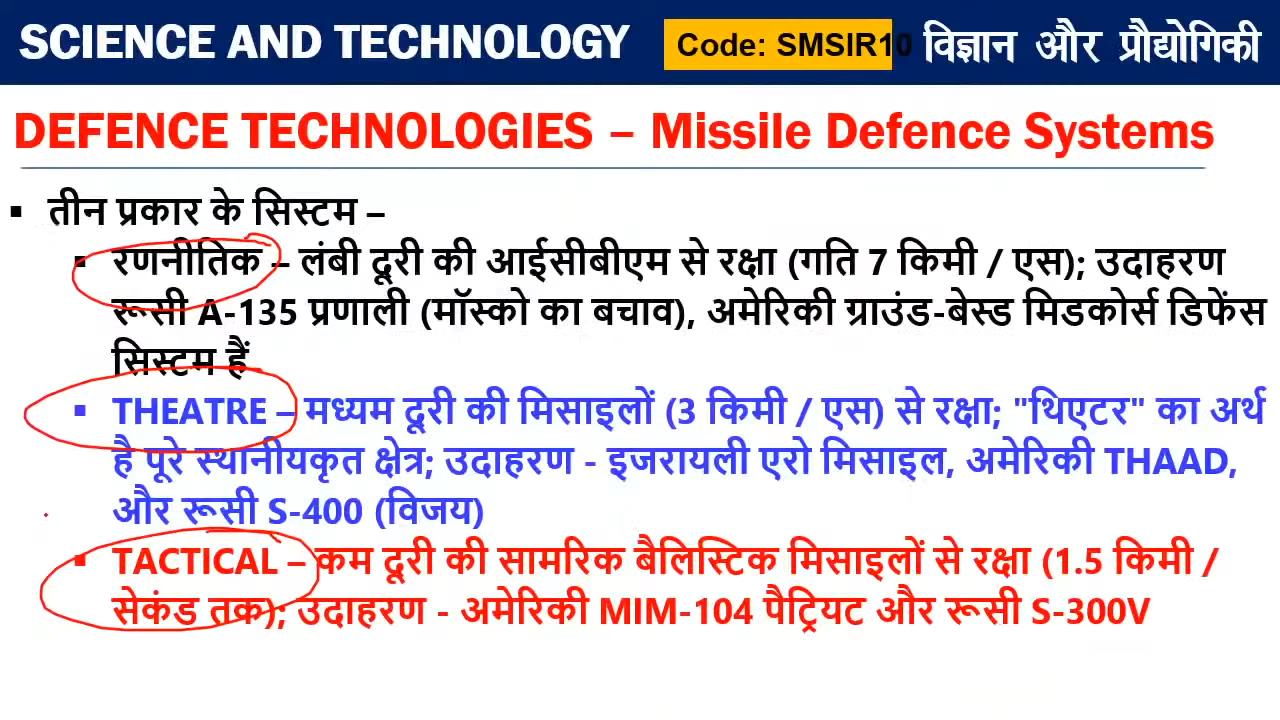 SCIENCE AND TECHNOLOGY Code: SMSIR10 विज्ञान और प्रौद्योगिकी
DEFENCE TECHNOLOGIES – Missile Defence Systems
▪ तीन प्रकार के सिस्टम –
▪ रणनीतिक – लंबी दूरी की आईसीबीएम से रक्षा (गति 7 किमी / एस); उदाहरण
रूसी A-135 प्रणाली (मॉस्को का बचाव), अमेरिकी ग्राउंड-बेस्ड मिडकोर्स डिफेंस
सिस्टम हैं
▪ THEATRE – मध्यम दूरी की मिसाइलों (3 किमी / एस) से रक्षा; "थिएटर" का अर्थ
है पूरे स्थानीयकृत क्षेत्र; उदाहरण - इजरायली एरो मिसाइल, अमेरिकी THAAD,
और रूसी S-400 (विजय)
▪ TACTICAL – कम दूरी की सामरिक बैलिस्टिक मिसाइलों से रक्षा (1.5 किमी /
सेकंड तक); उदाहरण - अमेरिकी MIM-104 पैट्रियट और रूसी S-300V